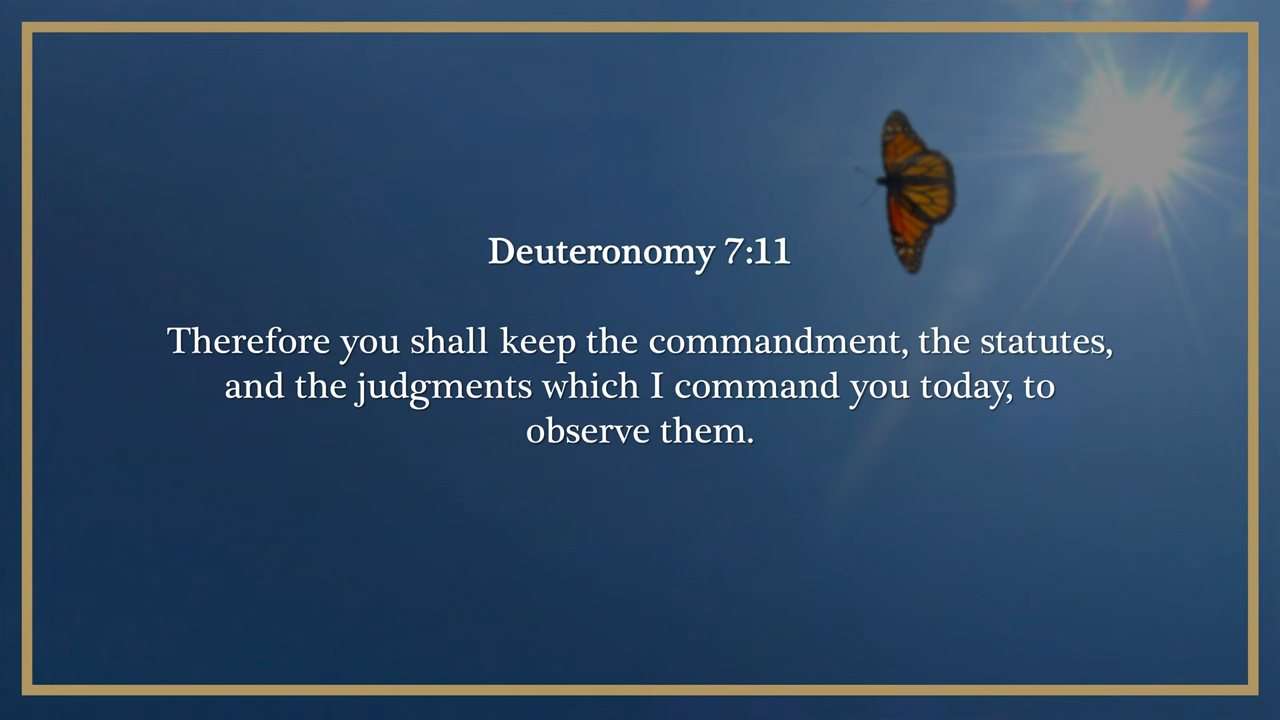 Deuteronomy 7:11
Therefore you shall keep the commandment, the statutes,
and the judgments which I command you today, to
observe them.